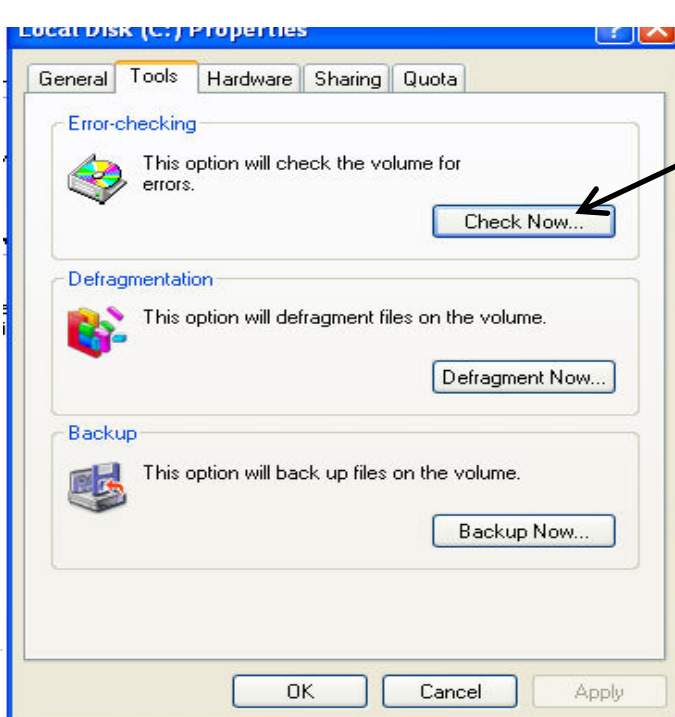 Local Disk (C:) Properties
General Tools Hardware Sharing Quota
Error-checking
This option will check the volume for
errors.
Check Now...
Defragmentation
This option will defragment files on the volume.
Defragment Now...
Backup
This option will back up files on the volume.
Backup Now...
OK Cancel Apply